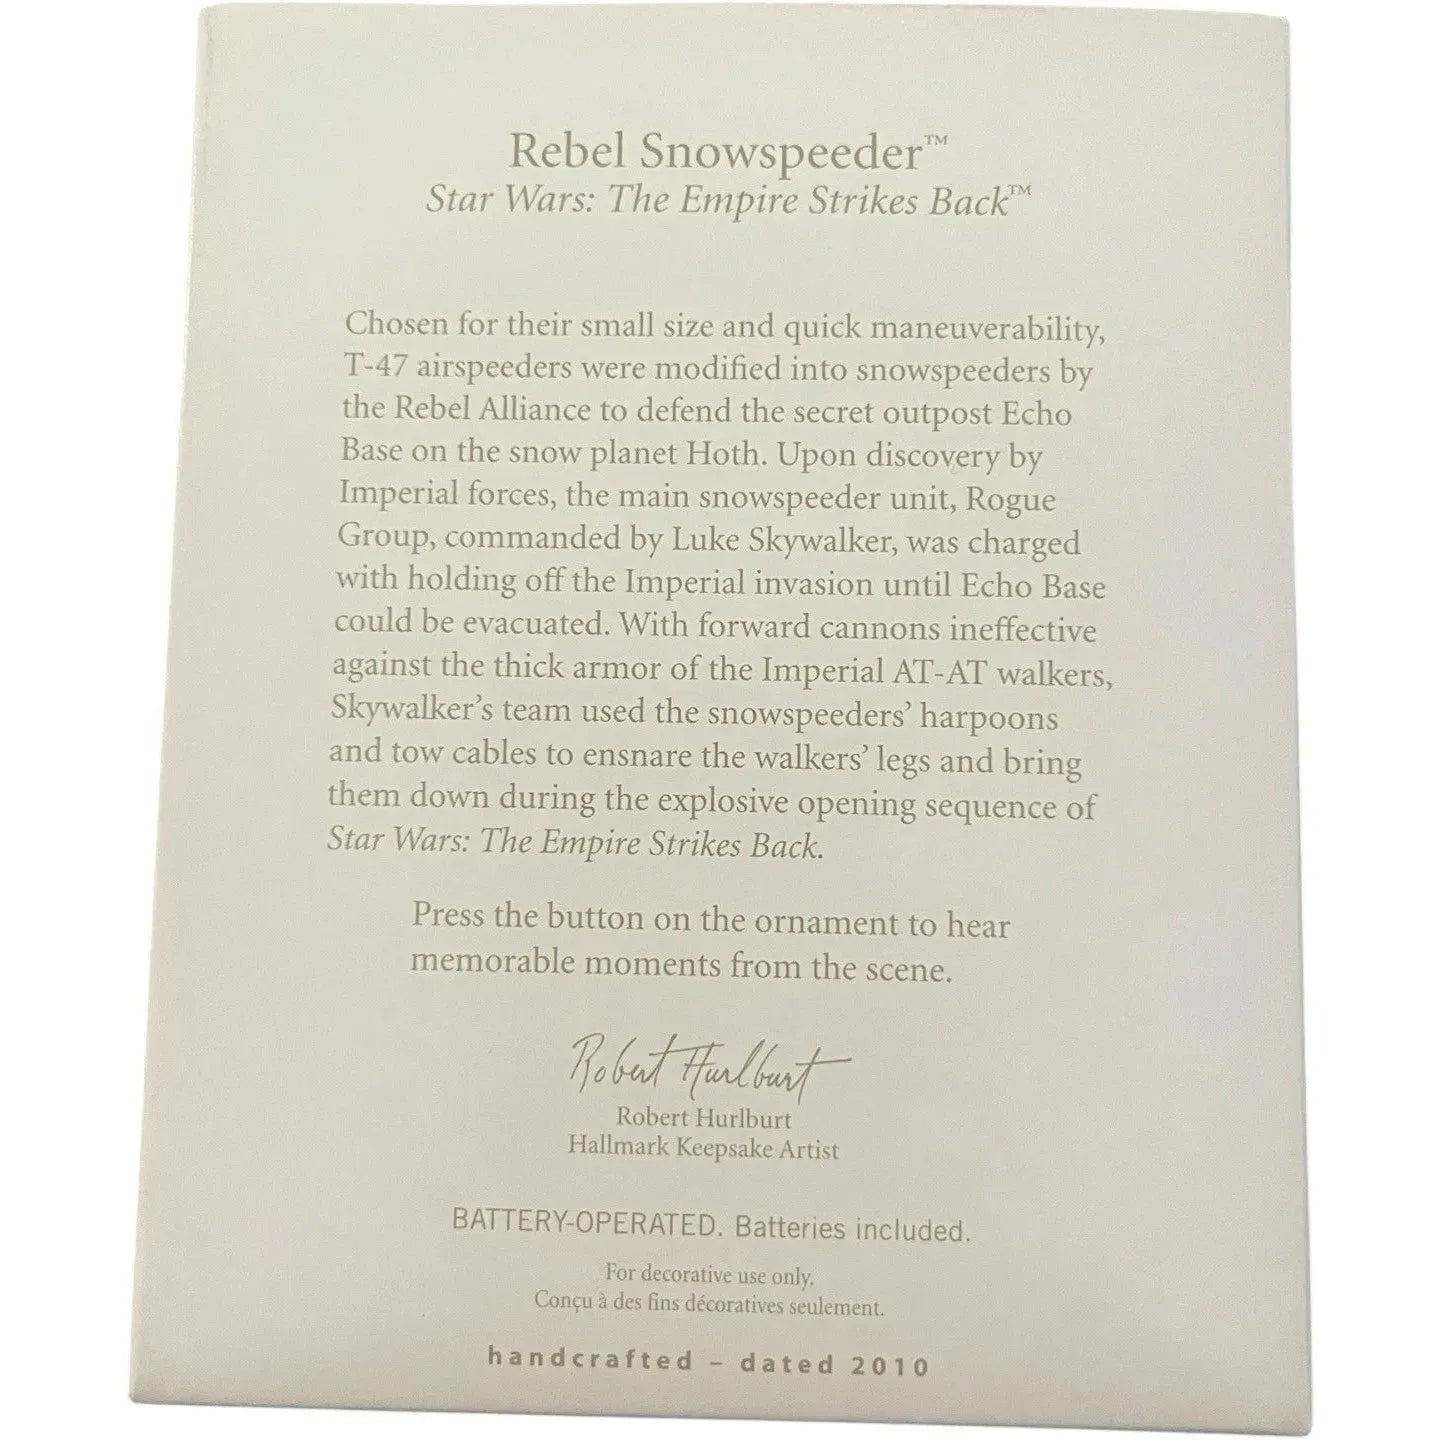 Rebel Snowspeeder™
Star Wars: The Empire Strikes Back™
Chosen for their small size and quick maneuverability,
T-47 airspeeders were modified into snowspeeders by
the Rebel Alliance to defend the secret outpost Echo
Base on the snow planet Hoth. Upon discovery by
Imperial forces, the main snowspeeder unit, Rogue
Group, commanded by Luke Skywalker, was charged
with holding off the Imperial invasion until Echo Base
could be evacuated. With forward cannons ineffective
against the thick armor of the Imperial AT-AT walkers,
Skywalker’s team used the snowspeeders’ harpoons
and tow cables to ensnare the walkers’ legs and bring
them down during the explosive opening sequence of
Star Wars: The Empire Strikes Back.
Press the button on the ornament to hear
memorable moments from the scene.
Robert Hurlburt
Robert Hurlburt
Hallmark Keepsake Artist
BATTERY-OPERATED. Batteries included.
For decorative use only.
Conçu à des fins décoratives seulement.
handcrafted – dated 2010